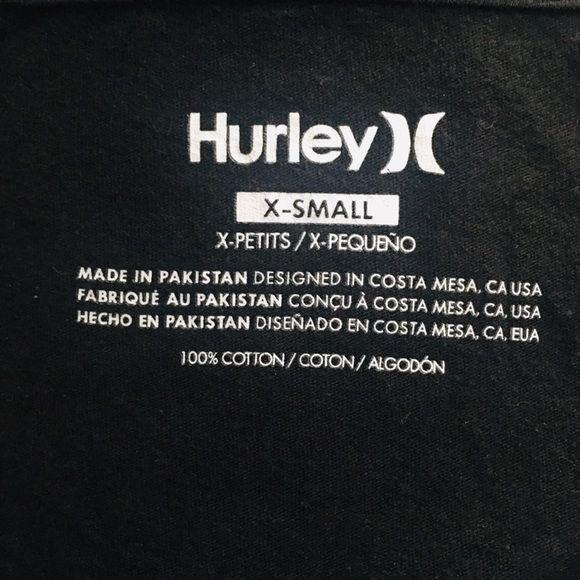 Hurley
X-SMALL
X-PETITS / X-PEQUEÑO
MADE IN PAKISTAN DESIGNED IN COSTA MESA, CA USA
FABRIQUÉ AU PAKISTAN CONÇU À COSTA MESA, CA, USA
HECHO EN PAKISTAN DISEÑADO EN COSTA MESA, CA, EUA
100% COTTON / COTON / ALGODÓN